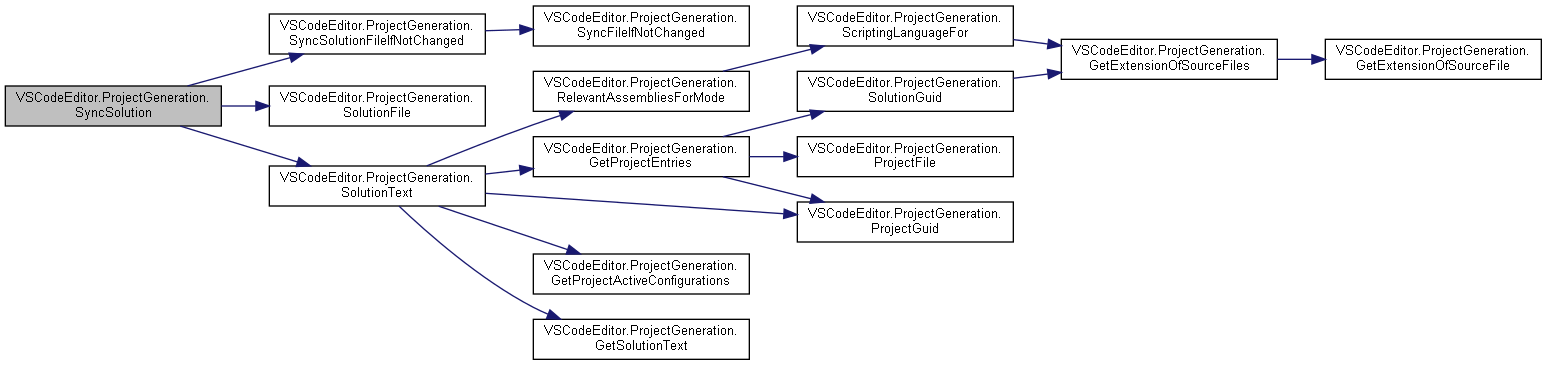 VSCodeEditor.ProjectGeneration.
SyncSolution
VSCodeEditor.ProjectGeneration.
SyncSolutionFileIfNotChanged
VSCodeEditor.ProjectGeneration.
SolutionFile
VSCodeEditor.ProjectGeneration.
SolutionText
VSCodeEditor.ProjectGeneration.
SyncFileIfNotChanged
VSCodeEditor.ProjectGeneration.
RelevantAssembliesForMode
VSCodeEditor.ProjectGeneration.
GetProjectEntries
VSCodeEditor.ProjectGeneration.
GetProjectActiveConfigurations
VSCodeEditor.ProjectGeneration.
GetSolutionText
VSCodeEditor.ProjectGeneration.
ScriptingLanguageFor
VSCodeEditor.ProjectGeneration.
SolutionGuid
VSCodeEditor.ProjectGeneration.
ProjectFile
VSCodeEditor.ProjectGeneration.
ProjectGuid
VSCodeEditor.ProjectGeneration.
GetExtensionOfSourceFiles
VSCodeEditor.ProjectGeneration.
GetExtensionOfSourceFile